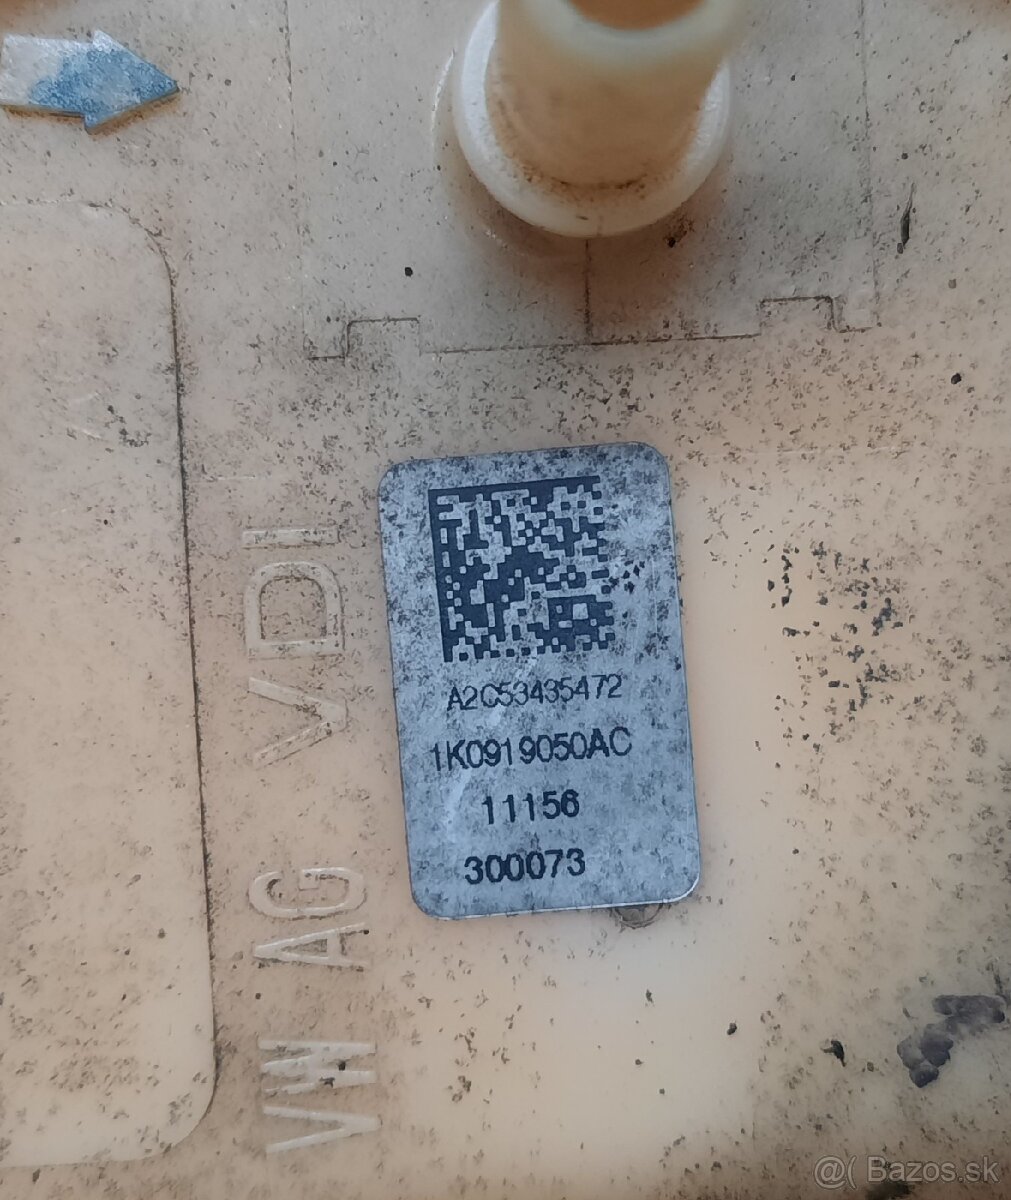 A2C53435472
1K0919050AC
11156
300073
VW AG VDI
@( Bazos.sk